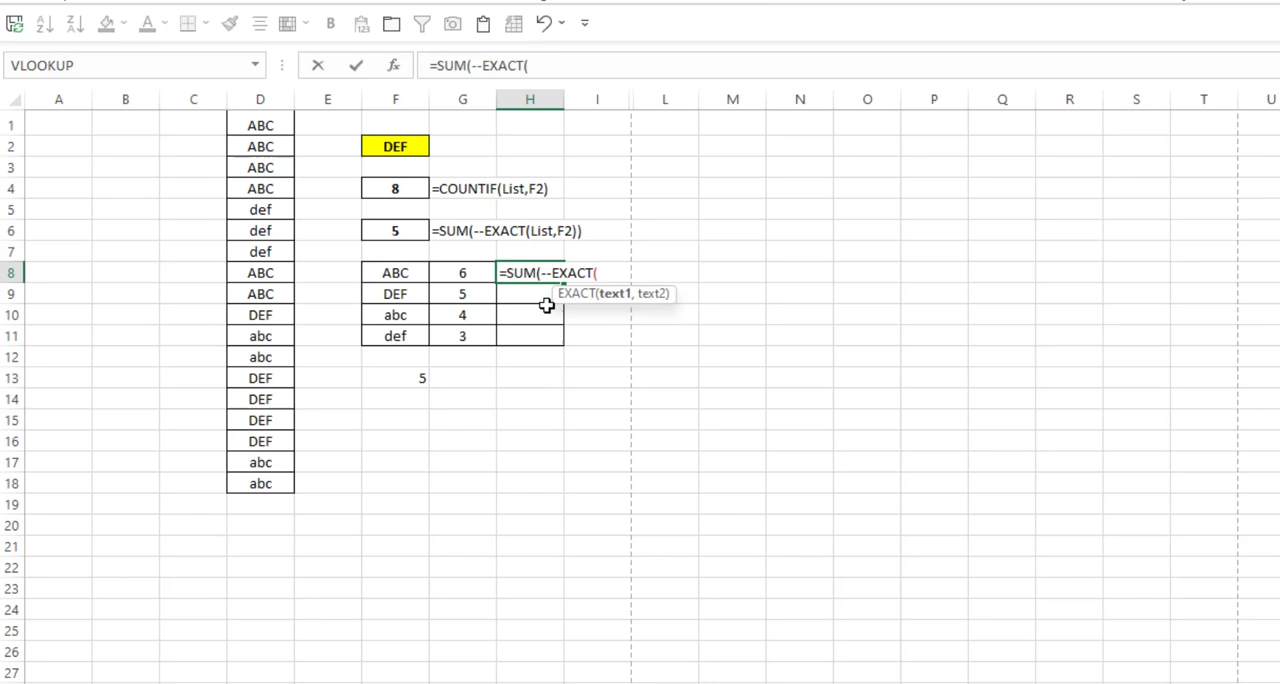 VLOOKUP
=SUM(--EXACT(
A B C D E F G H I L M N O P Q R S T U
1 ABC
2 ABC DEF
3 ABC
4 ABC 8 =COUNTIF(List,F2)
5 def
6 def 5 =SUM(--EXACT(List,F2))
7 def
8 ABC ABC 6 =SUM(--EXACT(
9 ABC DEF 5 EXACT(text1, text2)
10 DEF abc 4
11 abc def 3
12 abc
13 DEF 5
14 DEF
15 DEF
16 DEF
17 abc
18 abc
19
20
21
22
23
24
25
26
27